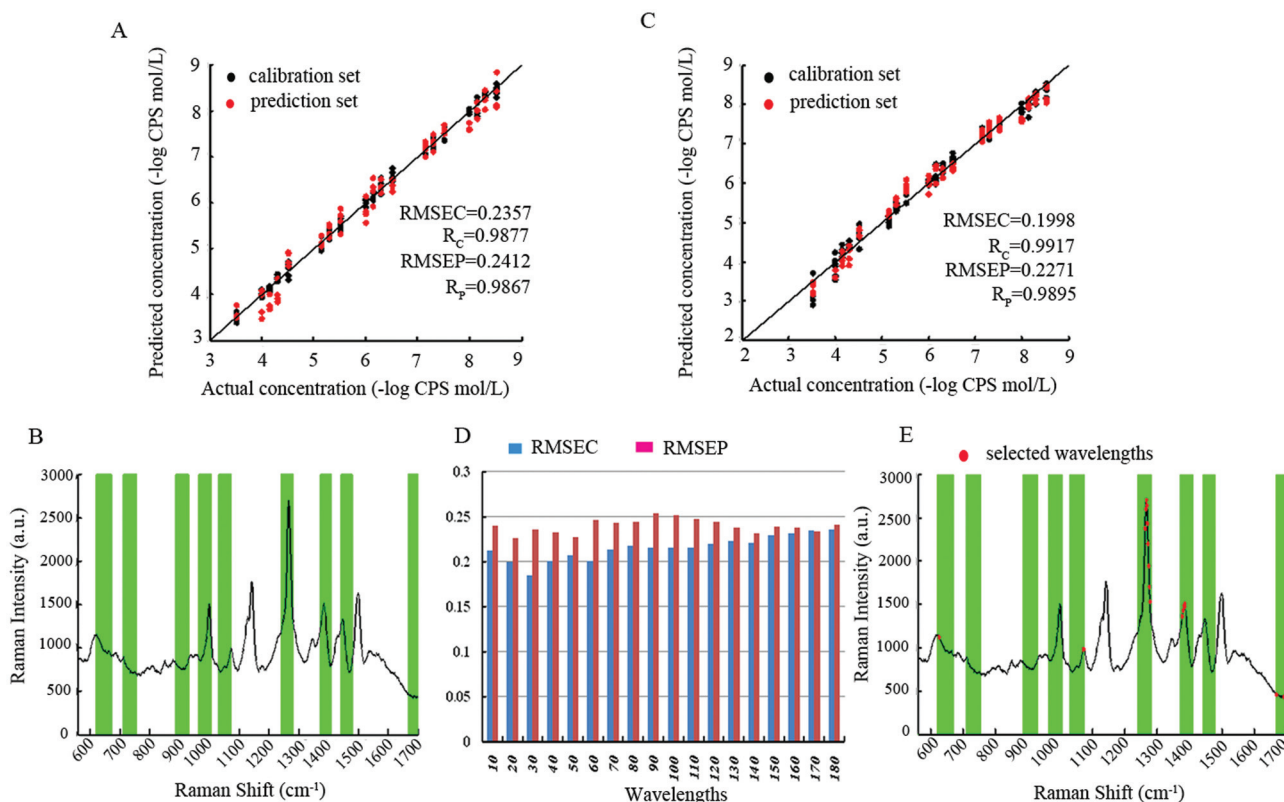 A
9
8
7
6
5
4
3
Predicted concentration (-log CPS mol/L)
calibration set
prediction set
RMSEC=0.2357
R_C=0.9877
RMSEP=0.2412
R_P=0.9867
3 4 5 6 7 8 9
Actual concentration (-log CPS mol/L)
C
9
8
7
6
5
4
3
2
Predicted concentration (-log CPS mol/L)
calibration set
prediction set
RMSEC=0.1998
R_C=0.9917
RMSEP=0.2271
R_P=0.9895
2 3 4 5 6 7 8 9
Actual concentration (-log CPS mol/L)
B
3000
2500
2000
1500
1000
500
0
Raman Intensity (a.u.)
600 700 800 900 1000 1100 1200 1300 1400 1500 1600 1700
Raman Shift (cm⁻¹)
D
RMSEC
RMSEP
0.3
0.25
0.2
0.15
0.1
0.05
0
10 20 30 40 50 60 70 80 90 100 110 120 130 140 150 160 170 180
Wavelengths
E
selected wavelengths
3000
2500
2000
1500
1000
500
0
Raman Intensity (a.u.)
600 700 800 900 1000 1100 1200 1300 1400 1500 1600 1700
Raman Shift (cm⁻¹)